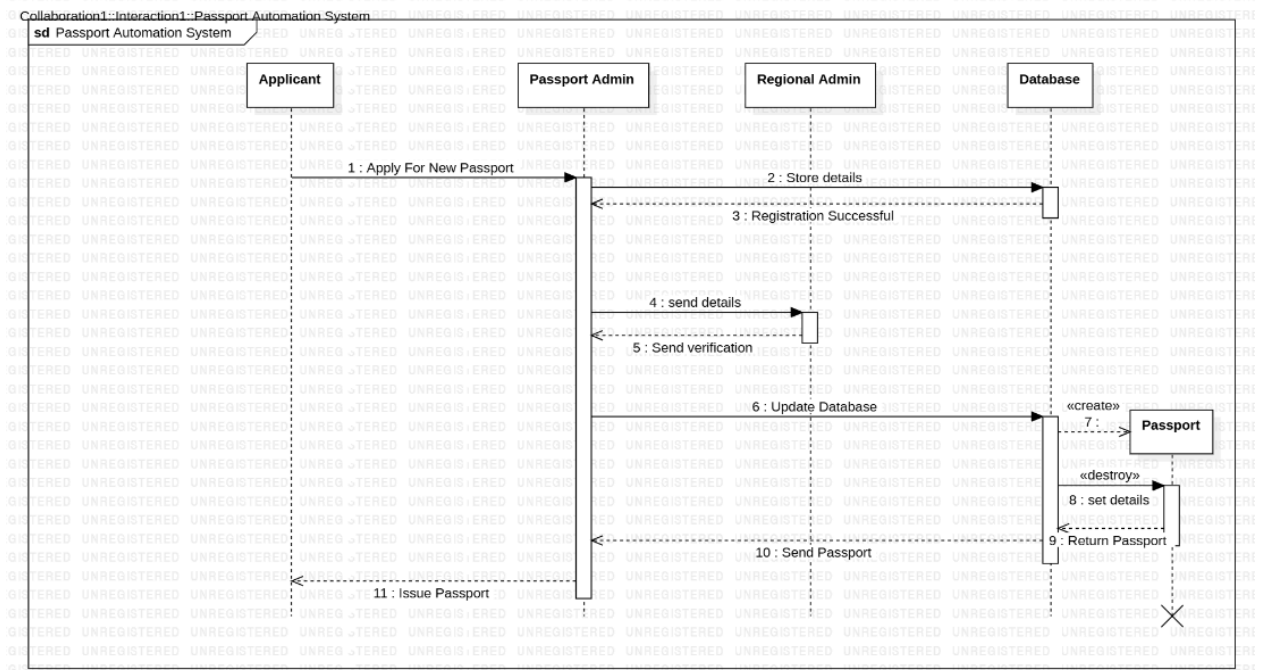 Collaboration1::Interaction1::Passport Automation System
sd Passport Automation System
Applicant
Passport Admin
Regional Admin
Database
1 : Apply For New Passport
2 : Store details
3 : Registration Successful
4 : send details
5 : Send verification
6 : Update Database
«create»
7 :
Passport
«destroy»
8 : set details
9 : Return Passport
10 : Send Passport
11 : Issue Passport
UNREGISTERED